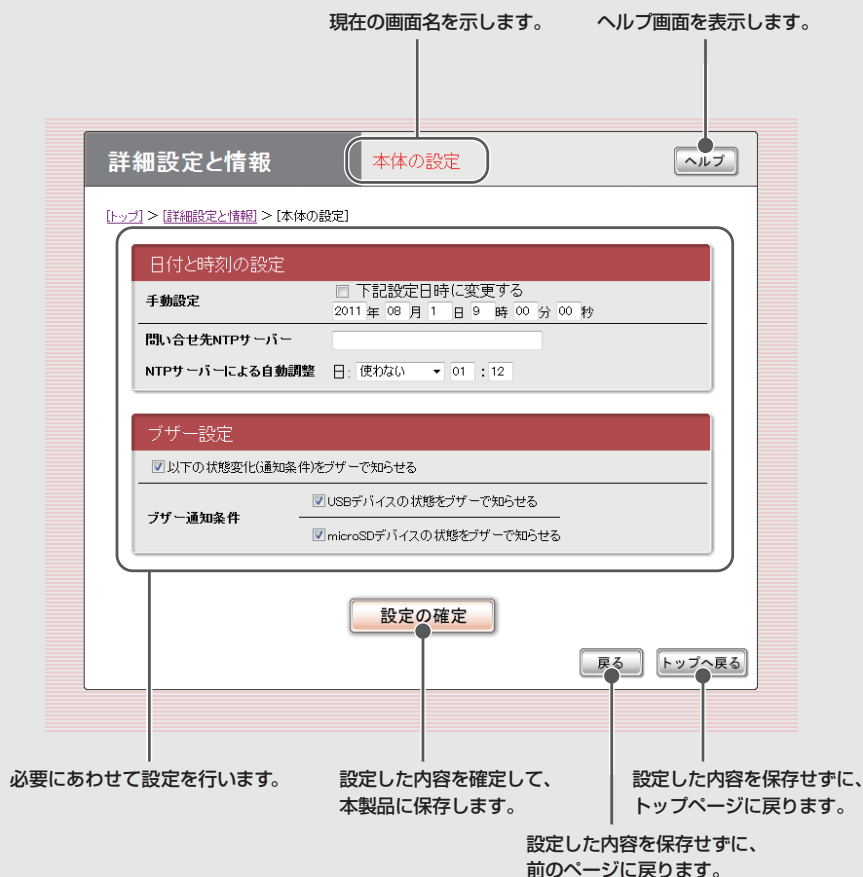 現在の画面名を示します。
ヘルプ画面を表示します。
詳細設定と情報
本体の設定
ヘルプ
[トップ] > [詳細設定と情報] > [本体の設定]
日付と時刻の設定
手動設定
下記設定日時に変更する
2011 年 08 月 1 日 9 時 00 分 00 秒
問い合せ先NTPサーバー
NTPサーバーによる自動調整 日: 使わない 01 : 12
ブザー設定
以下の状態変化(通知条件)をブザーで知らせる
ブザー通知条件
USBデバイスの状態をブザーで知らせる
microSDデバイスの状態をブザーで知らせる
設定の確定
戻る
トップへ戻る
必要にあわせて設定を行います。
設定した内容を確定して、
本製品に保存します。
設定した内容を保存せずに、
トップページに戻ります。
設定した内容を保存せずに、
前のページに戻ります。